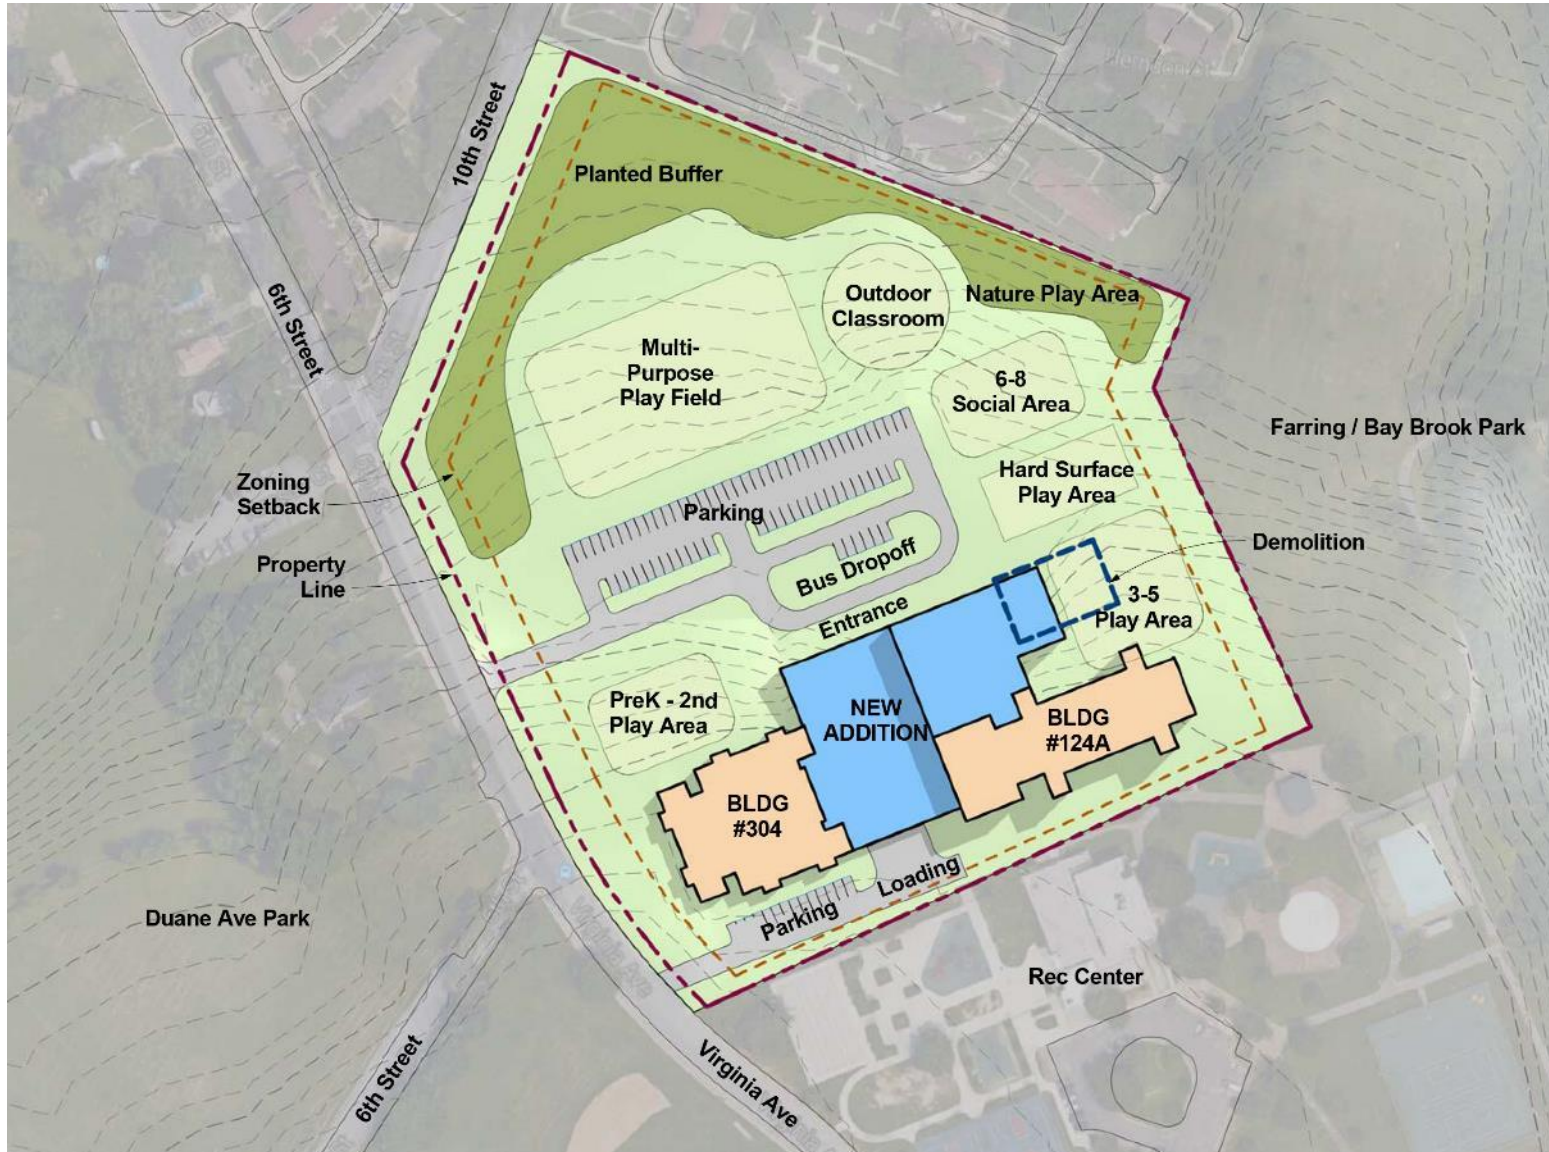 10th Street
Planted Buffer
6th Street
Outdoor
Classroom
Nature Play Area
Multi-
Purpose
Play Field
6-8
Social Area
Farring / Bay Brook Park
Hard Surface
Play Area
Zoning
Setback
Parking
Property
Line
Bus Dropoff
Demolition
Entrance
3-5
Play Area
PreK - 2nd
Play Area
NEW
ADDITION
BLDG
#124A
BLDG
#304
Loading
Parking
Duane Ave Park
Virginia Ave
Rec Center
6th Street
Virginia Ave